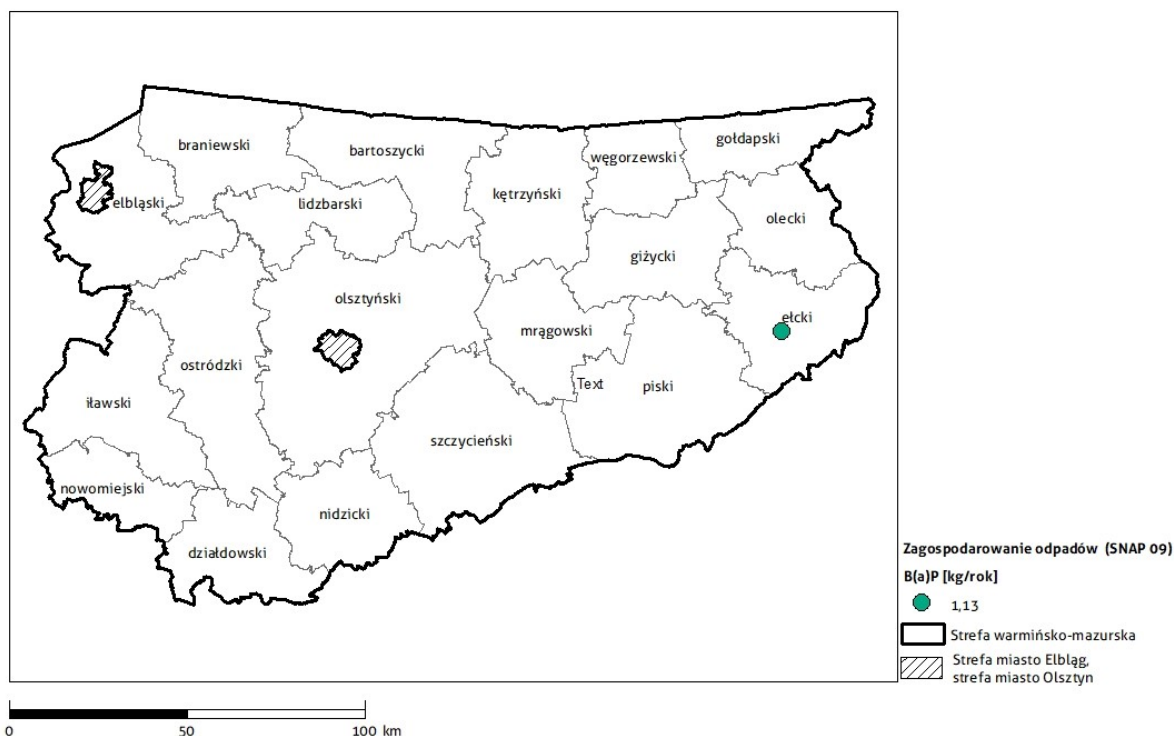 gołdapski
braniewski
bartoszycki
węgorzewski
kętrzyński
elbląski
lidzbarski
olecki
giżycki
olsztyński
ełcki
mrągowski
ostródzki
Text
piski
iławski
szczycieński
nowomiejski
nidzicki
działdowski
Zagospodarowanie odpadów (SNAP 09)
B(a)P [kg/rok]
1,13
Strefa warmińsko-mazurska
Strefa miasto Elbląg,
strefa miasto Olsztyn
0 50 100 km